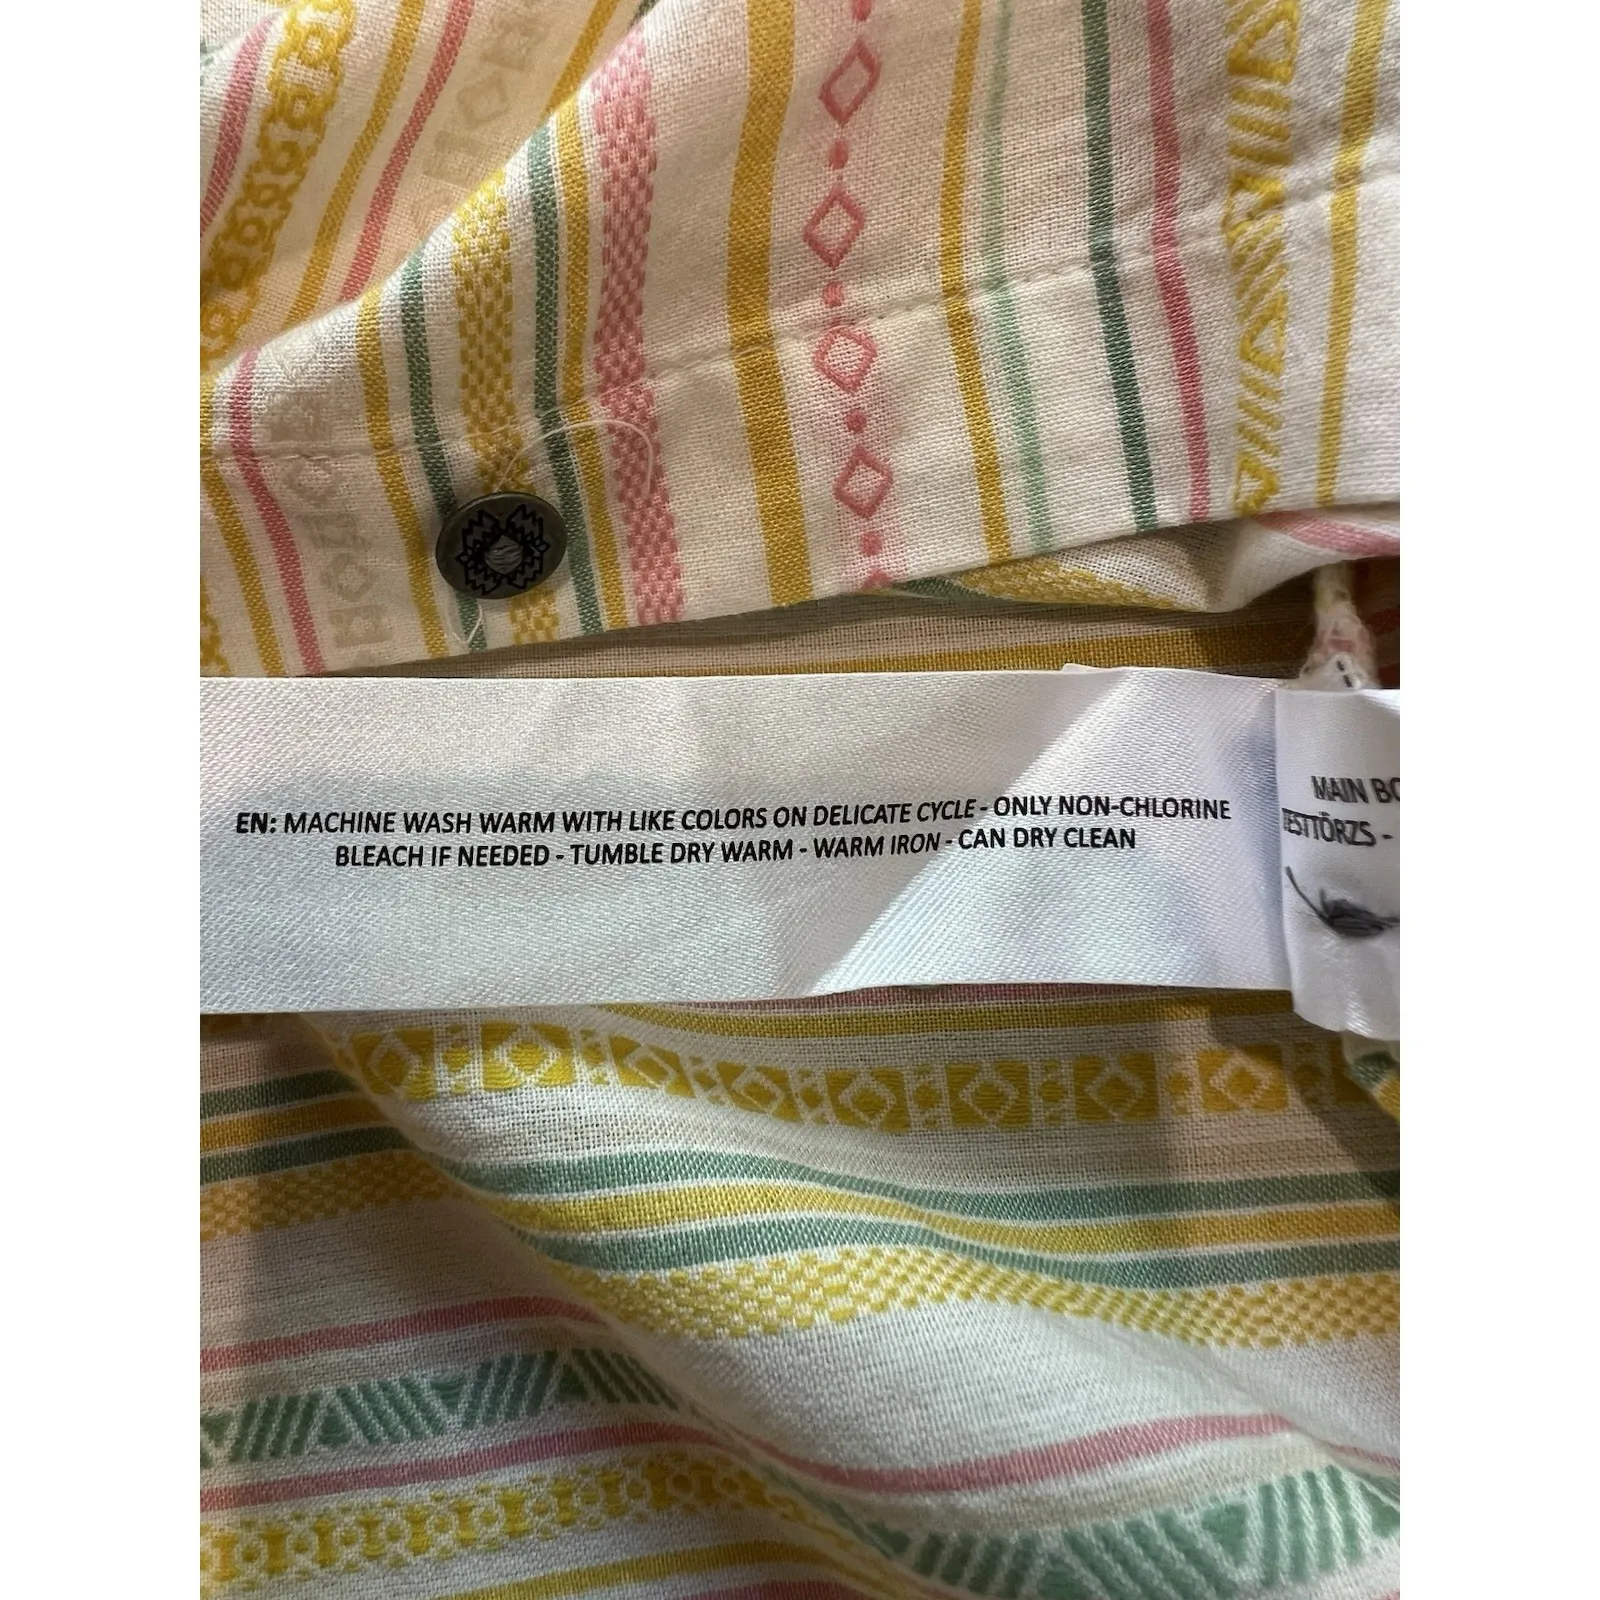 EN: MACHINE WASH WARM WITH LIKE COLORS ON DELICATE CYCLE - ONLY NON-CHLORINE
BLEACH IF NEEDED - TUMBLE DRY WARM - WARM IRON - CAN DRY CLEAN
MAIN BO
TESTTÖRZS -